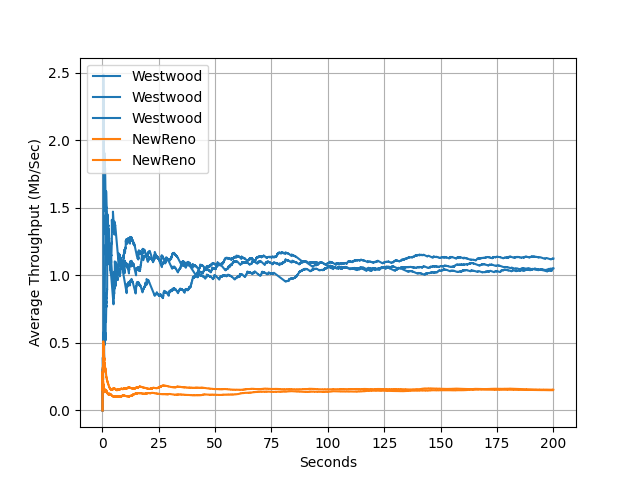 Westwood
Westwood
Westwood
NewReno
NewReno
2.5
2.0
1.5
1.0
0.5
0.0
Average Throughput (Mb/Sec)
0 25 50 75 100 125 150 175 200
Seconds